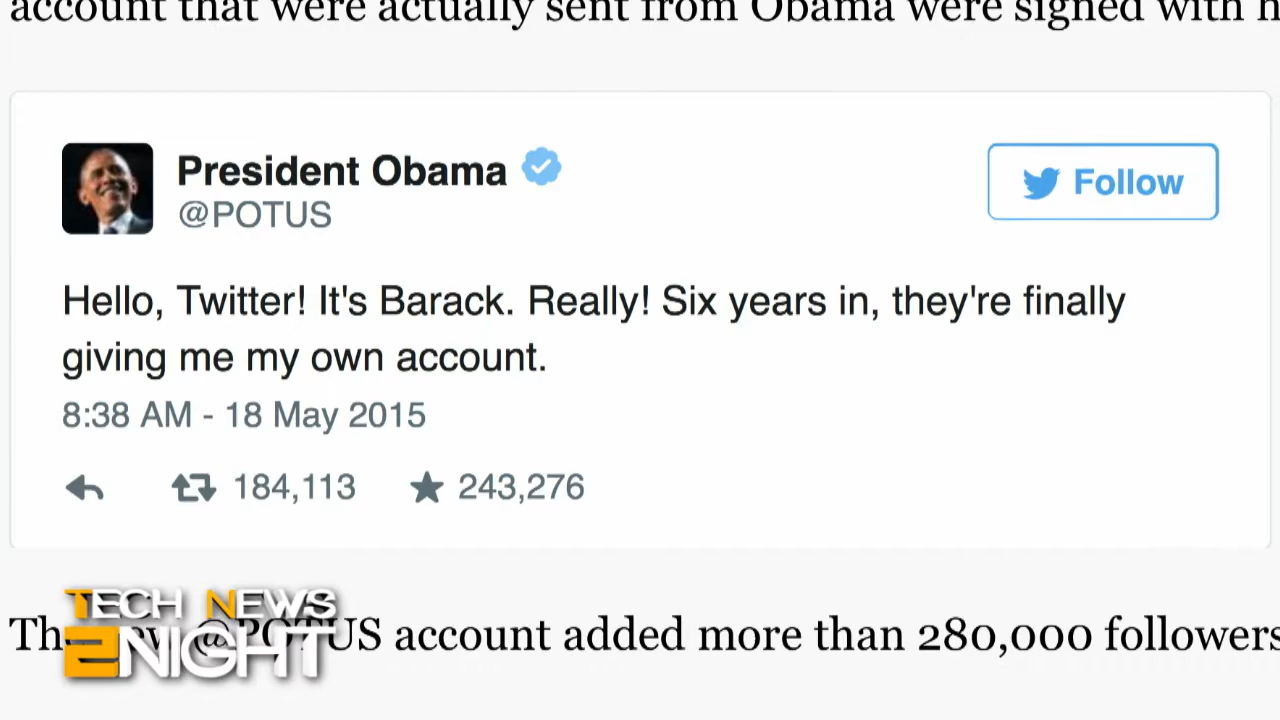 account that were actually sent from Obama were signed with h
President Obama
@POTUS
Follow
Hello, Twitter! It's Barack. Really! Six years in, they're finally
giving me my own account.
8:38 AM - 18 May 2015
184,113 243,276
TECH NEWS
2NIGHT
Th @POTUS account added more than 280,000 followers